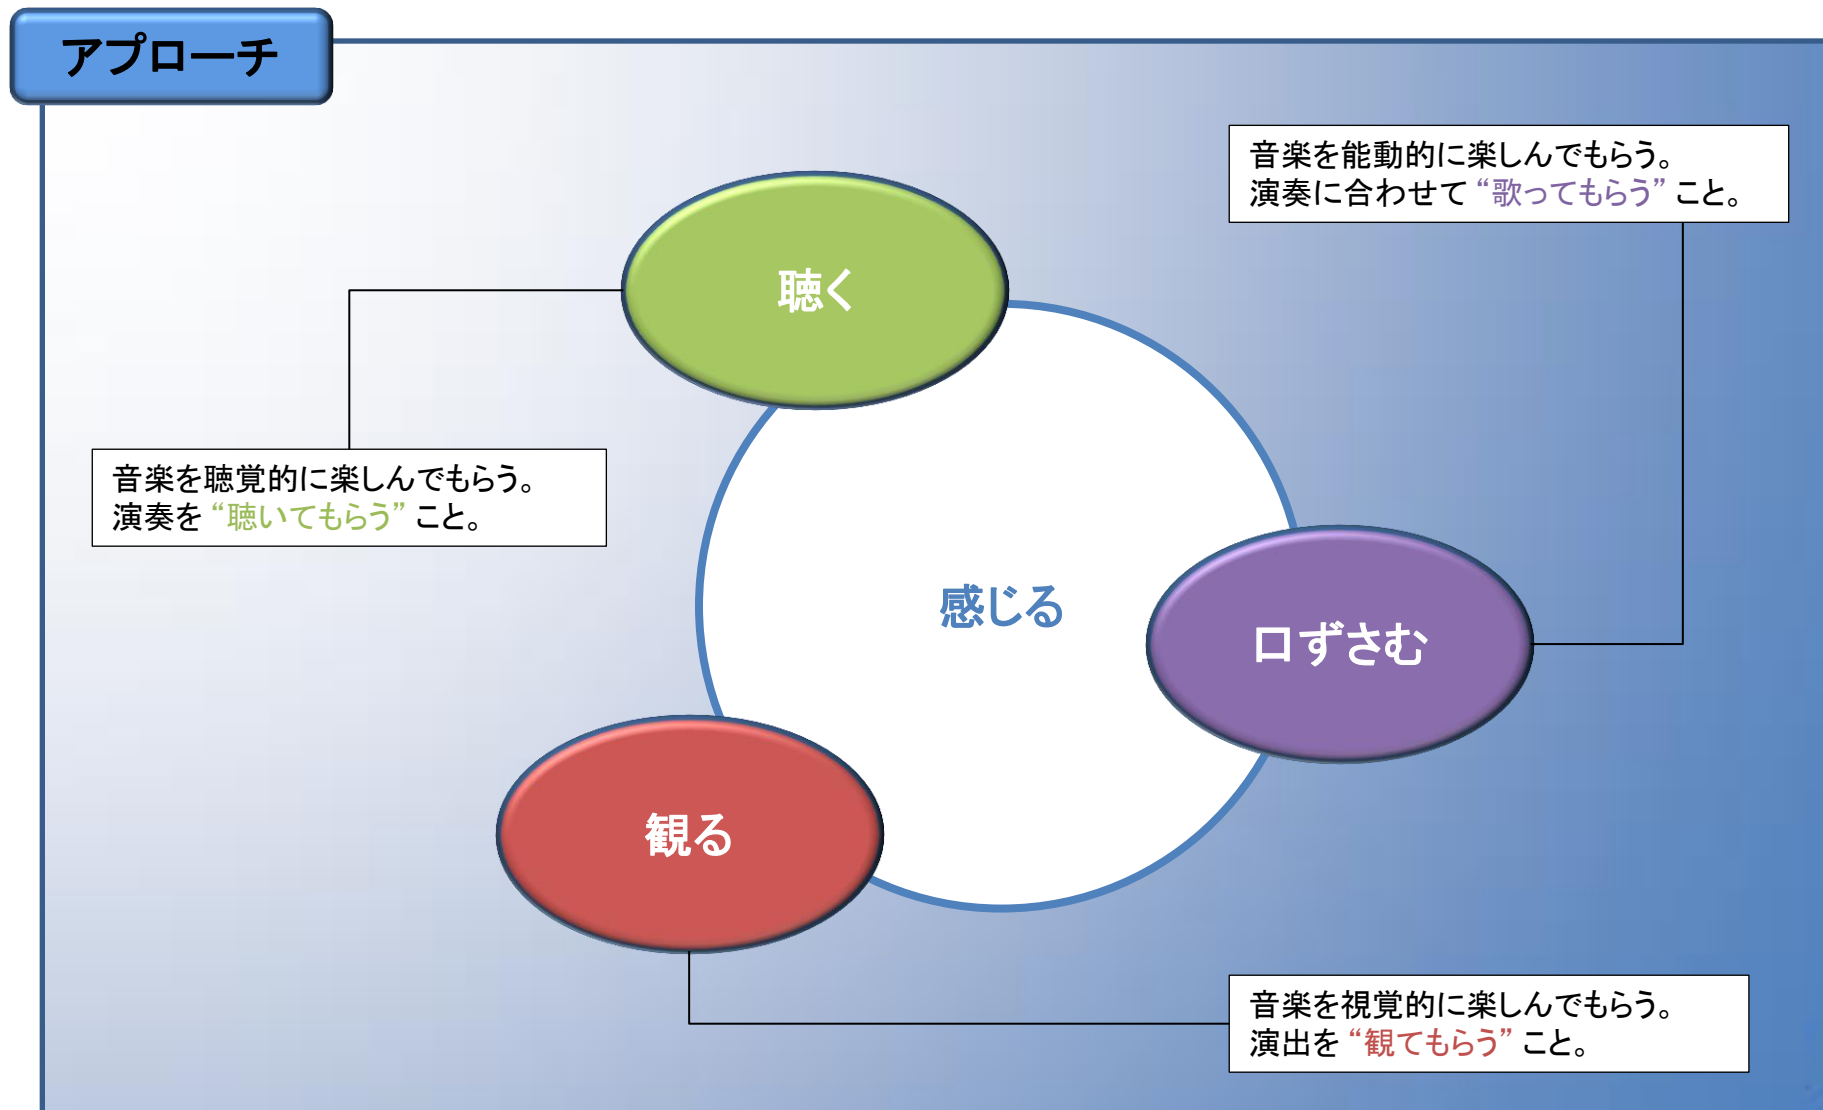 アプローチ
音楽を能動的に楽しんでもらう。
演奏に合わせて “歌ってもらう” こと。
聴く
音楽を聴覚的に楽しんでもらう。
演奏を “聴いてもらう” こと。
感じる
口ずさむ
観る
音楽を視覚的に楽しんでもらう。
演出を “観てもらう” こと。